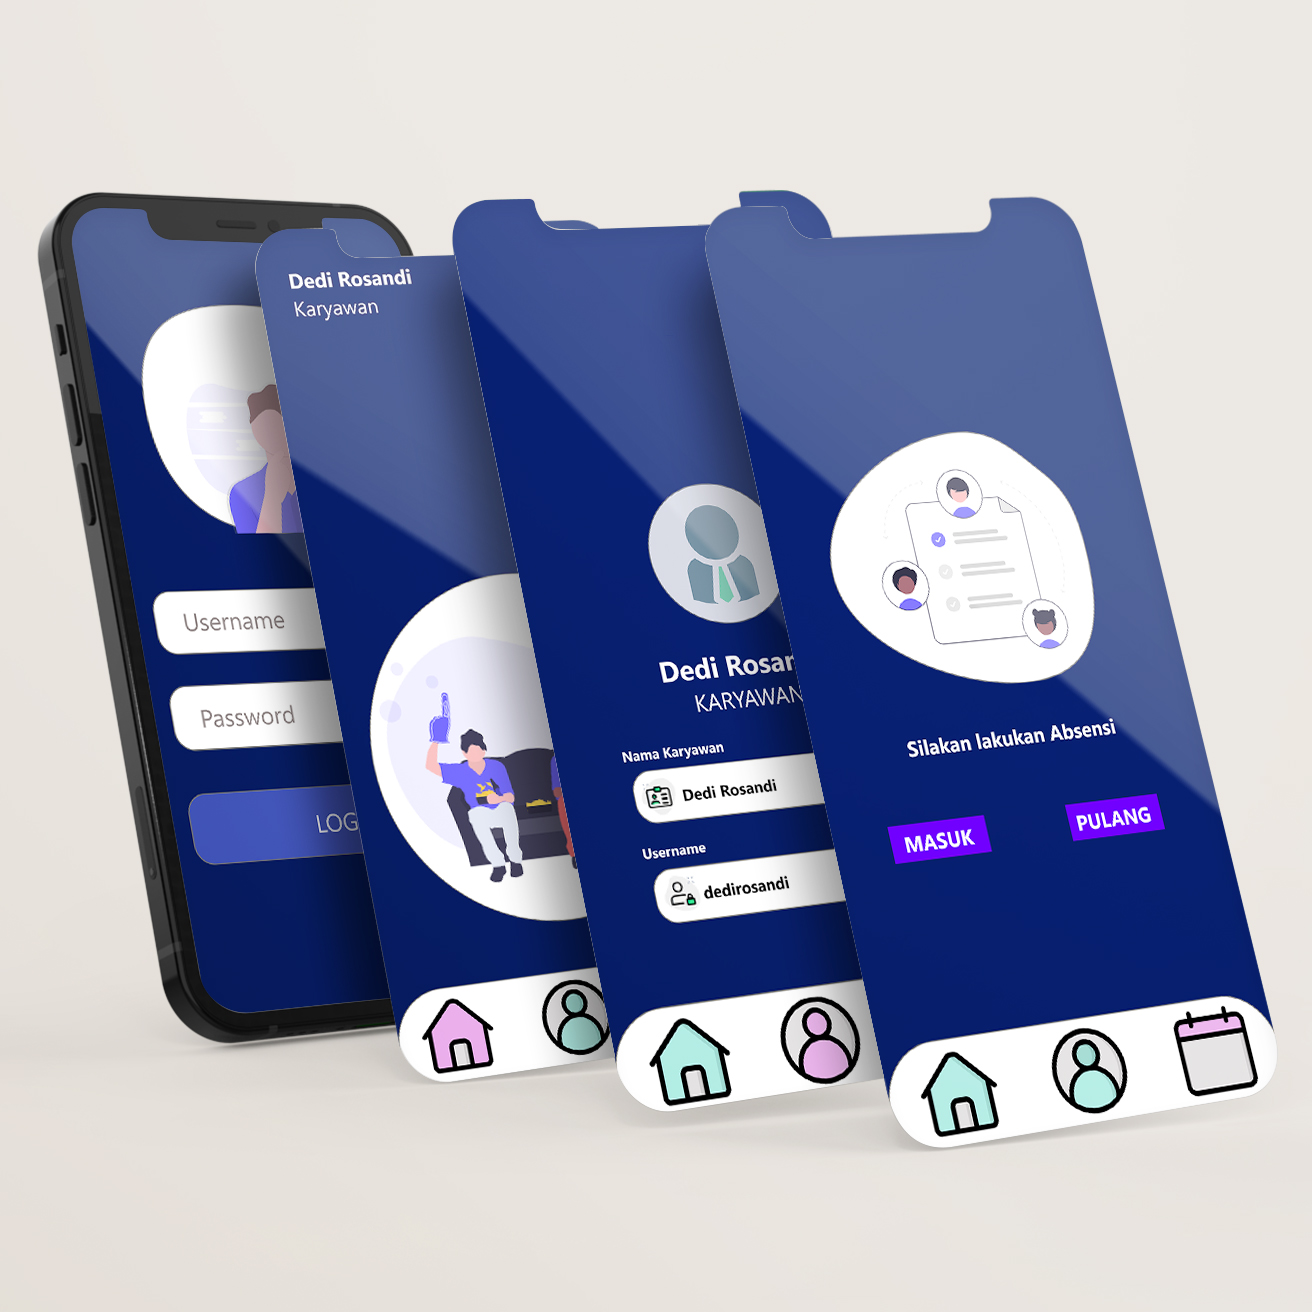 Username
Password
LOG
Dedi Rosandi
Karyawan
Dedi Rosan
KARYAWAN
Nama Karyawan
Dedi Rosandi
Username
dedirosandi
Silakan lakukan Absensi
MASUK
PULANG